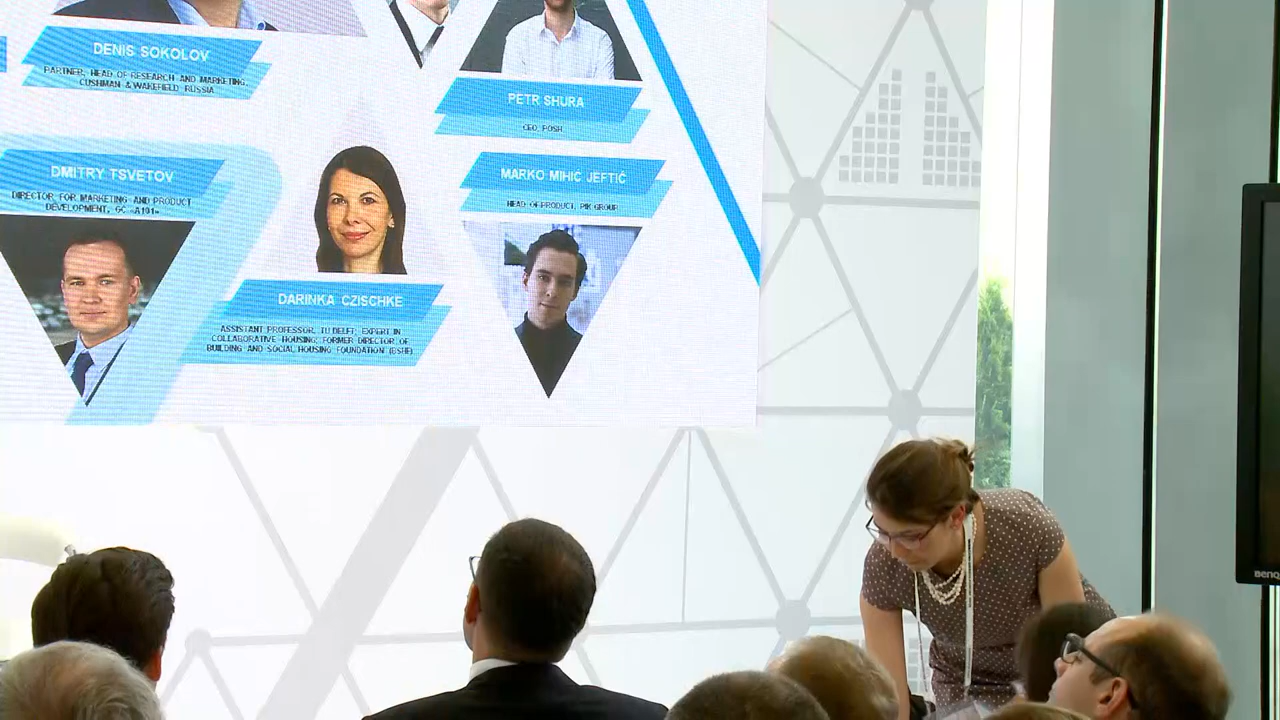 DENIS SOKOLOV
PARTNER, HEAD OF RESEARCH AND MARKETING,
CUSHMAN & WAKEFIELD, RUSSIA
PETR SHURA
CEO, POSH
DMITRY TSVETOV
DIRECTOR FOR MARKETING AND PRODUCT
DEVELOPMENT, GC «A101»
MARKO MIHIC JEFTIĆ
HEAD OF PRODUCT, PIK GROUP
DARINKA CZISCHKE
ASSISTANT PROFESSOR, TU DELFT; EXPERT IN
COLLABORATIVE HOUSING; FORMER DIRECTOR OF
BUILDING AND SOCIAL HOUSING FOUNDATION (BSHF)
BENQ